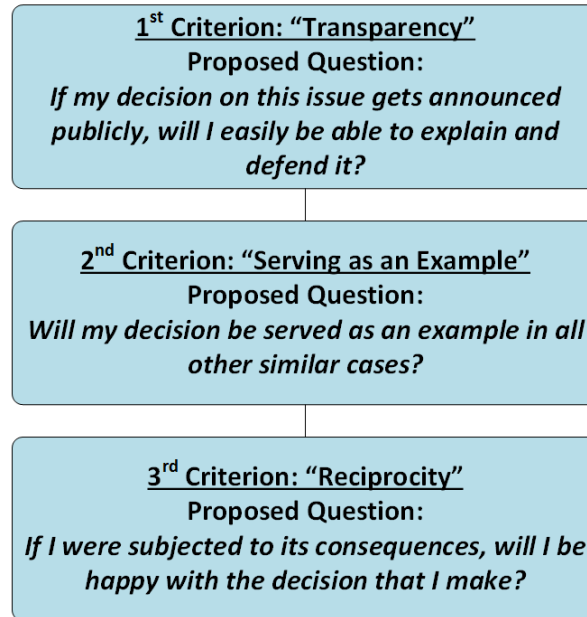 1st Criterion: “Transparency”
Proposed Question:
If my decision on this issue gets announced
publicly, will I easily be able to explain and
defend it?
2nd Criterion: “Serving as an Example”
Proposed Question:
Will my decision be served as an example in all
other similar cases?
3rd Criterion: “Reciprocity”
Proposed Question:
If I were subjected to its consequences, will I be
happy with the decision that I make?